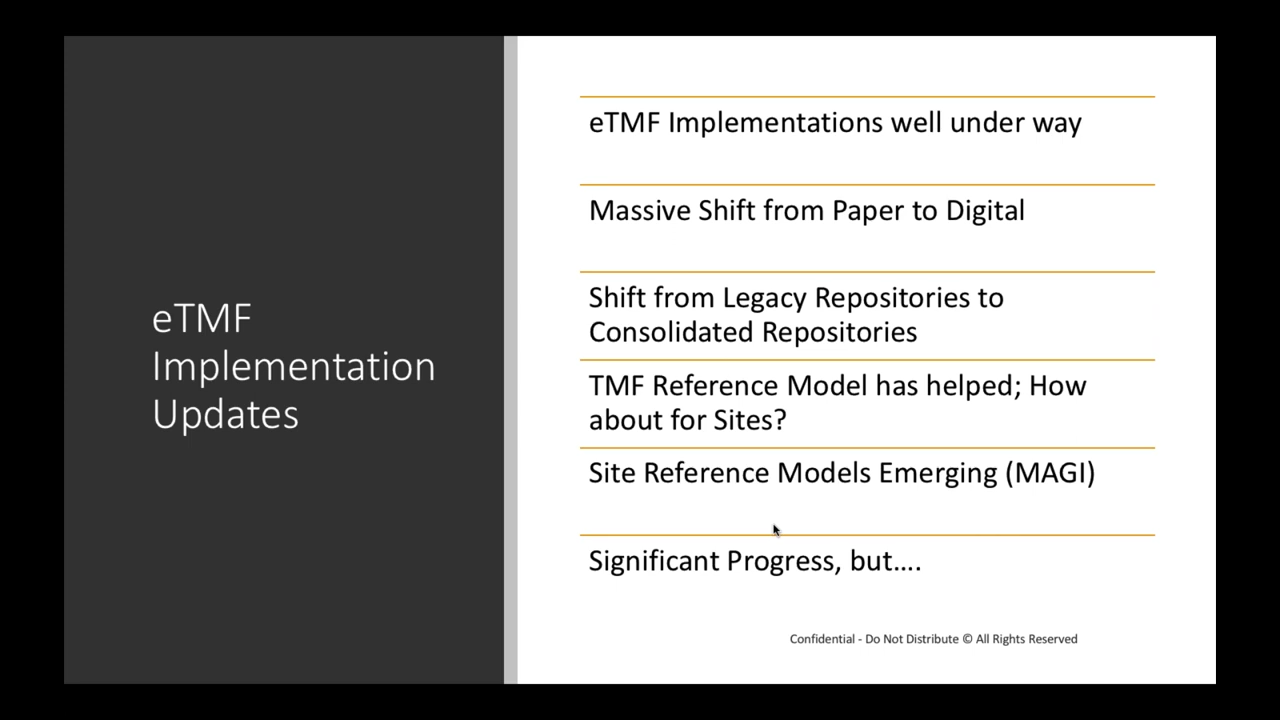 eTMF
Implementation
Updates
eTMF Implementations well under way
Massive Shift from Paper to Digital
Shift from Legacy Repositories to
Consolidated Repositories
TMF Reference Model has helped; How
about for Sites?
Site Reference Models Emerging (MAGI)
Significant Progress, but....
Confidential - Do Not Distribute © All Rights Reserved